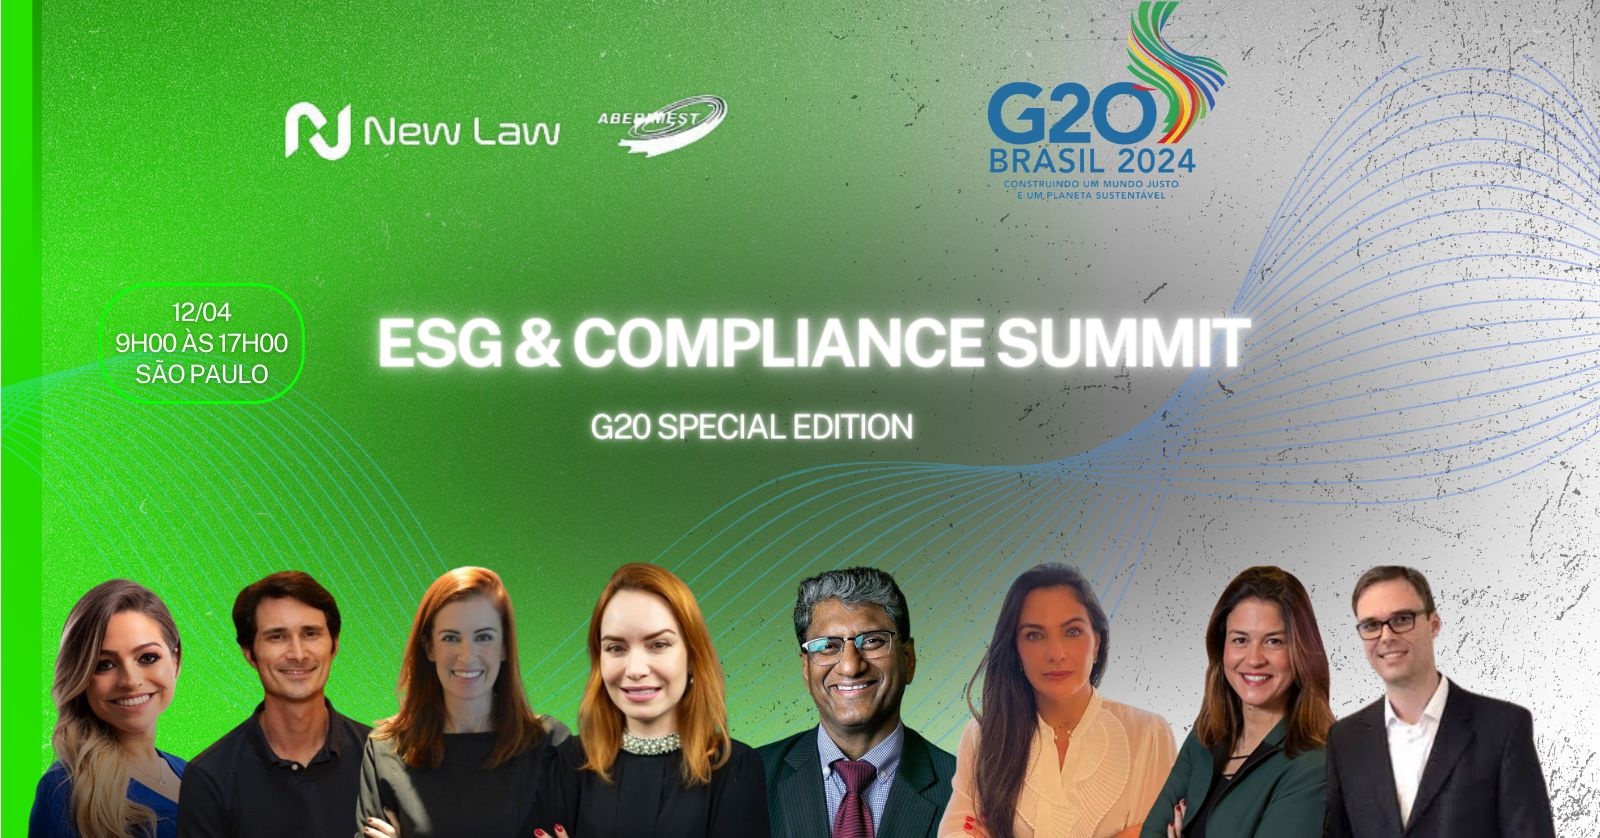 New Law
ABERIMEST
G20
BRASIL 2024
CONSTRUINDO UM MUNDO JUSTO
E UM PLANETA SUSTENTÁVEL
12/04
9H00 ÀS 17H00
SÃO PAULO
ESG & COMPLIANCE SUMMIT
G20 SPECIAL EDITION